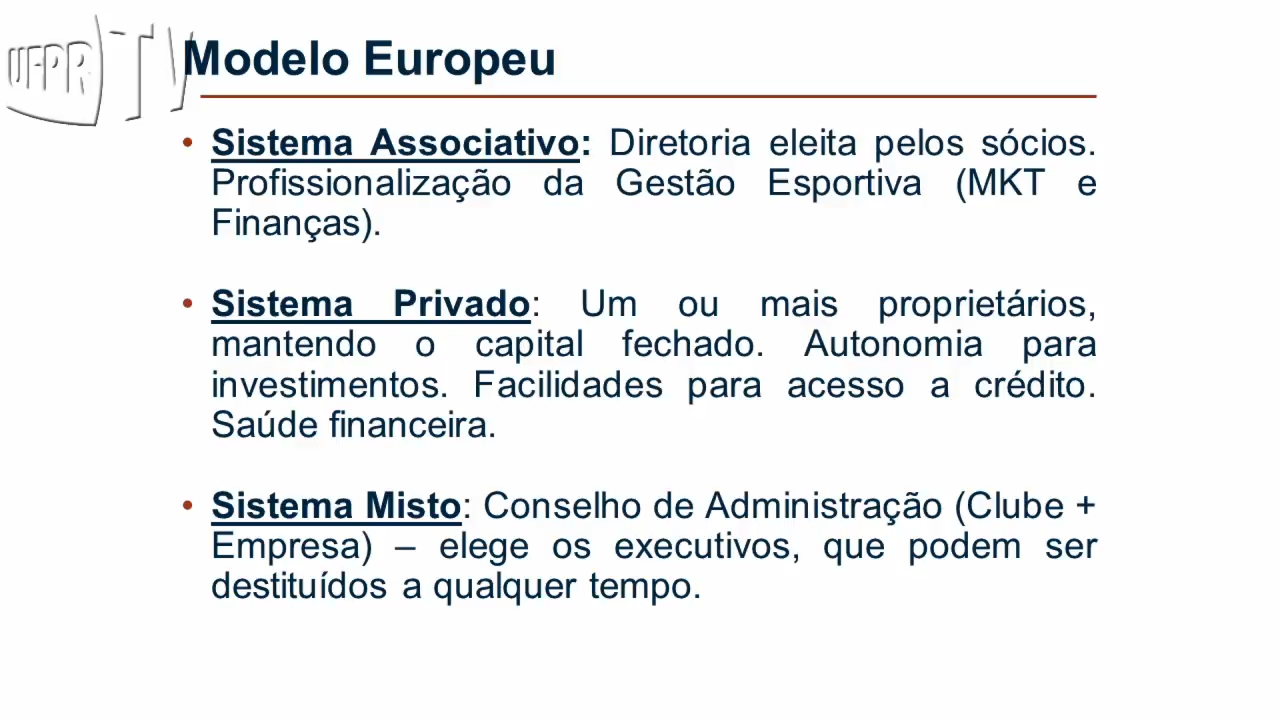 UFPR TV
Modelo Europeu
• Sistema Associativo: Diretoria eleita pelos sócios.
Profissionalização da Gestão Esportiva (MKT e
Finanças).
• Sistema Privado: Um ou mais proprietários,
mantendo o capital fechado. Autonomia para
investimentos. Facilidades para acesso a crédito.
Saúde financeira.
• Sistema Misto: Conselho de Administração (Clube +
Empresa) – elege os executivos, que podem ser
destituídos a qualquer tempo.